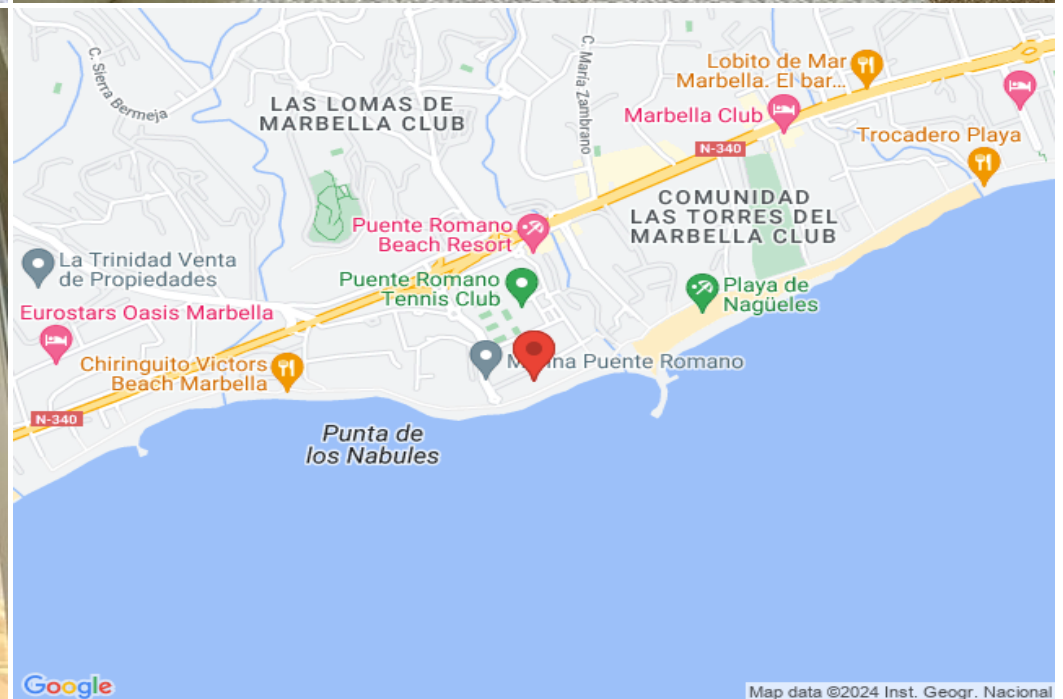 C. Sierra Bermeja
LAS LOMAS DE
MARBELLA CLUB
C. María Zambrano
Lobito de Mar
Marbella. El bar...
Marbella Club
N-340
Trocadero Playa
COMUNIDAD
LAS TORRES DEL
MARBELLA CLUB
Puente Romano
Beach Resort
La Trinidad Venta
de Propiedades
Puente Romano
Tennis Club
Playa de
Nagüeles
Eurostars Oasis Marbella
Chiringuito Victors
Beach Marbella
Puente Romano
N-340
Punta de
los Nabules
Google
Map data ©2024 Inst. Geogr. Nacional